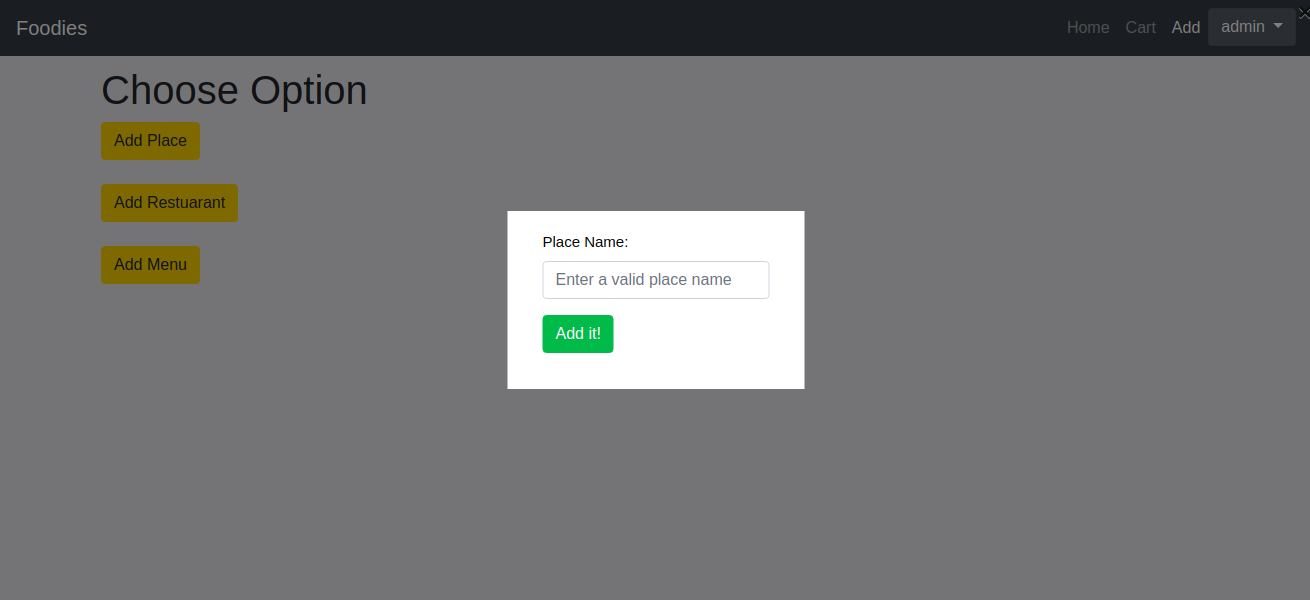 Foodies
Home Cart Add admin
Choose Option
Add Place
Add Restuarant
Add Menu
Place Name:
Enter a valid place name
Add it!